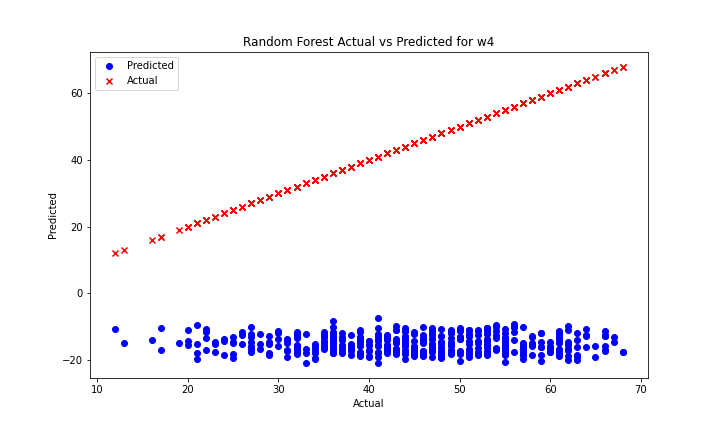 Random Forest Actual vs Predicted for w4
Predicted
Actual
60
40
20
0
−20
Predicted
10 20 30 40 50 60 70
Actual